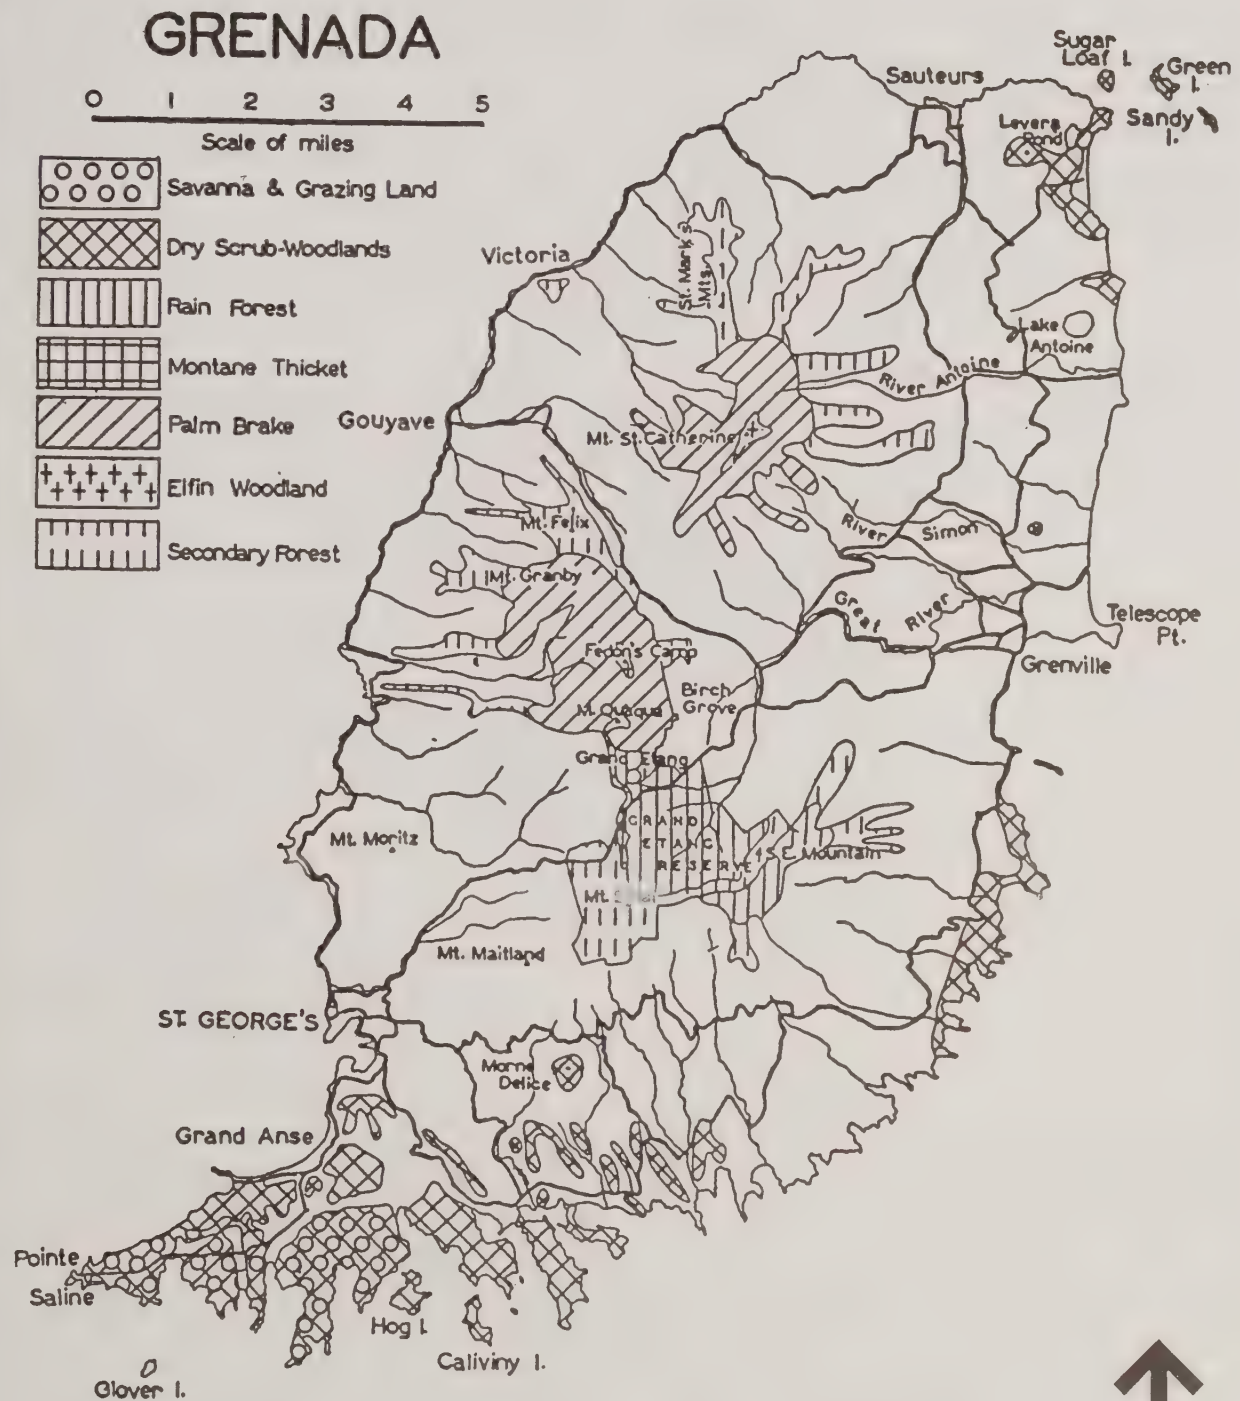 GRENADA
0 1 2 3 4 5
Scale of miles
Savanna & Grazing Land
Dry Scrub-Woodlands
Rain Forest
Montane Thicket
Palm Brake
Elfin Woodland
Secondary Forest
Sugar
Loaf I.
Green
I.
Sauteurs
Levera
Pond
Sandy
I.
Victoria
St. Mark's
Mts.
Lake
Antoine
River Antoine
Gouyave
Mt. St. Catherine
Mt. Felix
River Simon
Mt. Granby
Great River
Telescope
Pt.
Fedon's Camp
Grenville
Birch
Grove
M. Quaqua
Grand Etang
GRAND
ETANG
RESERVE
Mt. Moritz
S.E. Mountain
Mt.
Mt. Maitland
ST. GEORGE'S
Morne
Delice
Grand Anse
Pointe
Saline
Hog I.
Caliviny I.
Glover I.